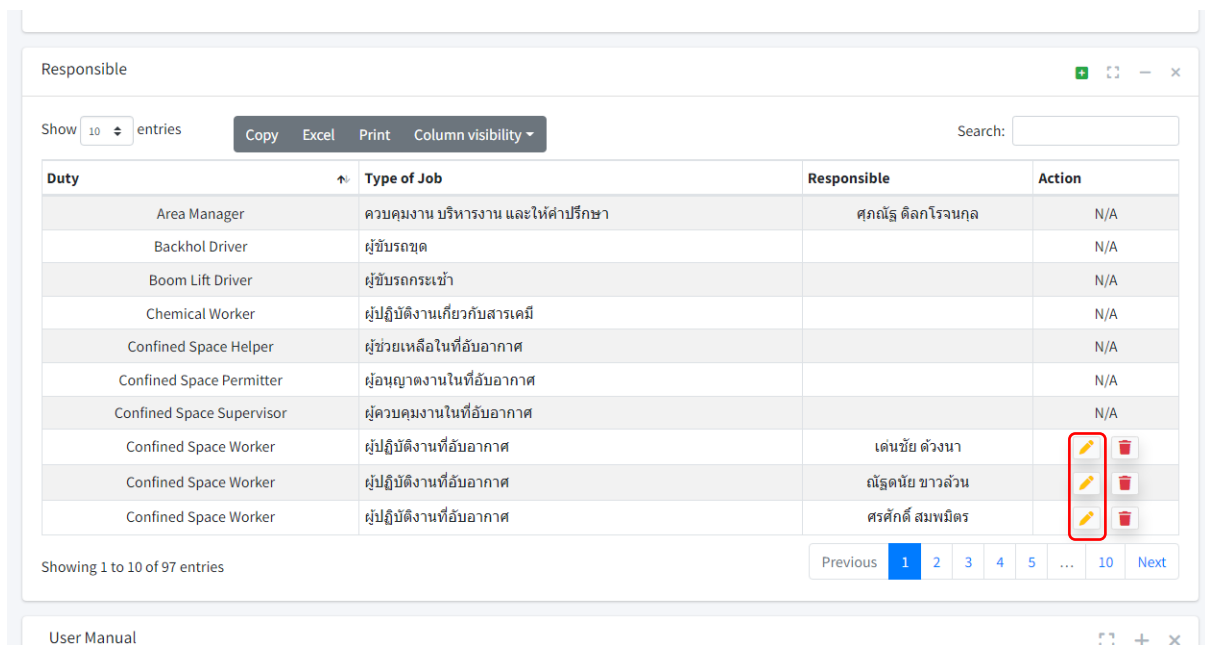 Responsible
Show 10 entries Copy Excel Print Column visibility Search:
Duty Type of Job Responsible Action
Area Manager ควบคุมงาน บริหารงาน และให้คำปรึกษา ศุภณัฐ ดิลกโรจนกุล N/A
Backhol Driver ผู้ขับรถขุด N/A
Boom Lift Driver ผู้ขับรถกระเช้า N/A
Chemical Worker ผู้ปฏิบัติงานเกี่ยวกับสารเคมี N/A
Confined Space Helper ผู้ช่วยเหลือในที่อับอากาศ N/A
Confined Space Permitter ผู้อนุญาตงานในที่อับอากาศ N/A
Confined Space Supervisor ผู้ควบคุมงานในที่อับอากาศ N/A
Confined Space Worker ผู้ปฏิบัติงานที่อับอากาศ เด่นชัย ด้วงนา
Confined Space Worker ผู้ปฏิบัติงานที่อับอากาศ ณัฐดนัย ขาวล้วน
Confined Space Worker ผู้ปฏิบัติงานที่อับอากาศ ศรศักดิ์ สมพมิตร
Showing 1 to 10 of 97 entries Previous 1 2 3 4 5 … 10 Next
User Manual